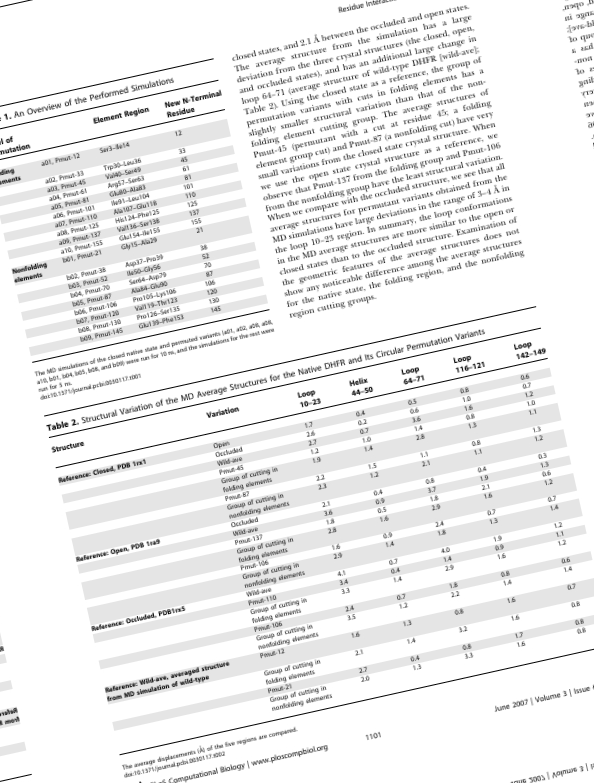 Residue Interac
closed states, and 2.1 Å between the occluded and open states.
The average structure from the simulation has a large
deviation from the three crystal structures (the closed, open,
and occluded states), and has an additional large change in
loop 64–71 (average structure of wild-type DHFR [wild-ave];
Table 2). Using the closed state as a reference, the group of
permutation variants with cuts in folding elements has a
slightly smaller structural variation than that of the non-
folding element cutting group. The average structures of
Pmut-45 (permutant with a cut at residue 45; a folding
element group cut) and Pmut-87 (a nonfolding cut) have very
small variations from the closed state crystal structure. When
we use the open state crystal structure as a reference, we
observe that Pmut-137 from the folding group and Pmut-106
from the nonfolding group have the least structural variation.
When we compare with the occluded structure, we see that all
average structures for permutant variants obtained from the
MD simulations have large deviations in the range of 3–4 Å in
the loop 10–25 region. In summary, the loop conformations
in the MD average structures are more similar to the open or
closed states than to the occluded structure. Examination of
the geometric features of the average structures does not
show any noticeable difference among the average structures
for the native state, the folding region, and the nonfolding
region cutting groups.
1. An Overview of the Performed Simulations
Element Region New N-Terminal
Residue
a01, Pmut-12 Ser3–Ile14 12
a02, Pmut-33 Trp30–Leu36 33
a03, Pmut-45 Val40–Ser49 45
a04, Pmut-61 Arg57–Ser63 61
a05, Pmut-81 Glu80–Ala83 81
a06, Pmut-101 Ile91–Leu104 101
a07, Pmut-110 Ala107–Glu118 110
a08, Pmut-125 His124–Phe125 125
a09, Pmut-137 Val136–Ser138 137
a10, Pmut-155 Glu154–Ile155 155
Nonfolding
elements
b01, Pmut-21 Gly15–Ala29 21
b02, Pmut-38 Asp37–Pro39 38
b03, Pmut-52 Ile50–Gly56 52
b04, Pmut-70 Ser64–Asp79 70
b05, Pmut-87 Ala84–Glu90 87
b06, Pmut-106 Pro105–Lys106 106
b07, Pmut-120 Val119–Thr123 120
b08, Pmut-130 Pro126–Ser135 130
b09, Pmut-145 Glu139–Phe153 145
The MD simulations of the closed native state and permuted variants (a01, a02, a08, a09,
a10, b01, b04, b05, b08, and b09) were run for 10 ns, and the simulations for the rest were
run for 5 ns.
doi:10.1371/journal.pcbi.0030117.t001
Table 2. Structural Variation of the MD Average Structures for the Native DHFR and Its Circular Permutation Variants
Structure Variation Loop
10–23 Helix
44–50 Loop
64–71 Loop
116–121 Loop
142–149
Reference: Closed, PDB 1rx1
Open 1.7 0.4 0.5 0.8 0.6
Occluded 2.6 0.2 0.6 1.0 0.7
Wild-ave 2.7 0.7 3.6 1.6 1.0
Pmut-45 1.2 1.0 1.4
Group of cutting in
folding elements 1.9 1.4 2.8
Pmut-87 2.2 1.5 1.1
Group of cutting in
nonfolding elements 2.3 1.2 2.1
Reference: Open, PDB 1ra9
Occluded 2.1 0.4 0.8 0.4 0.3
Wild-ave 3.6 0.9 3.7 1.9 1.3
Pmut-137 1.8 0.5 1.8 2.1 0.6
Group of cutting in
folding elements 2.8 1.6 2.9 1.6 1.2
Pmut-106 1.6 0.9 2.4 0.7 0.7
Group of cutting in
nonfolding elements 2.9 1.4 1.8 1.3 1.4
Reference: Occluded, PDB1rx5
Wild-ave 4.1 0.7 4.0 1.9 1.2
Pmut-110 3.4 0.4 1.4 0.9 1.1
Group of cutting in
folding elements 3.3 1.4 2.9 1.6 1.2
Pmut-106 2.4 0.7 1.8 0.8 0.6
Group of cutting in
nonfolding elements 3.5 1.2 2.2 1.4 1.4
Reference: Wild-ave, averaged structure
from MD simulation of wild-type
Pmut-12 1.6 1.3 0.8 1.6 0.7
Group of cutting in
folding elements 2.1 1.4 3.2 1.6 0.8
Pmut-21 2.7 0.4 0.8 1.7 0.8
Group of cutting in
nonfolding elements 2.0 1.3 3.3 1.6 0.8
The average displacements (Å) of the five regions are compared.
doi:10.1371/journal.pcbi.0030117.t002
Computational Biology | www.ploscompbiol.org
1101
June 2007 | Volume 3 | Issue